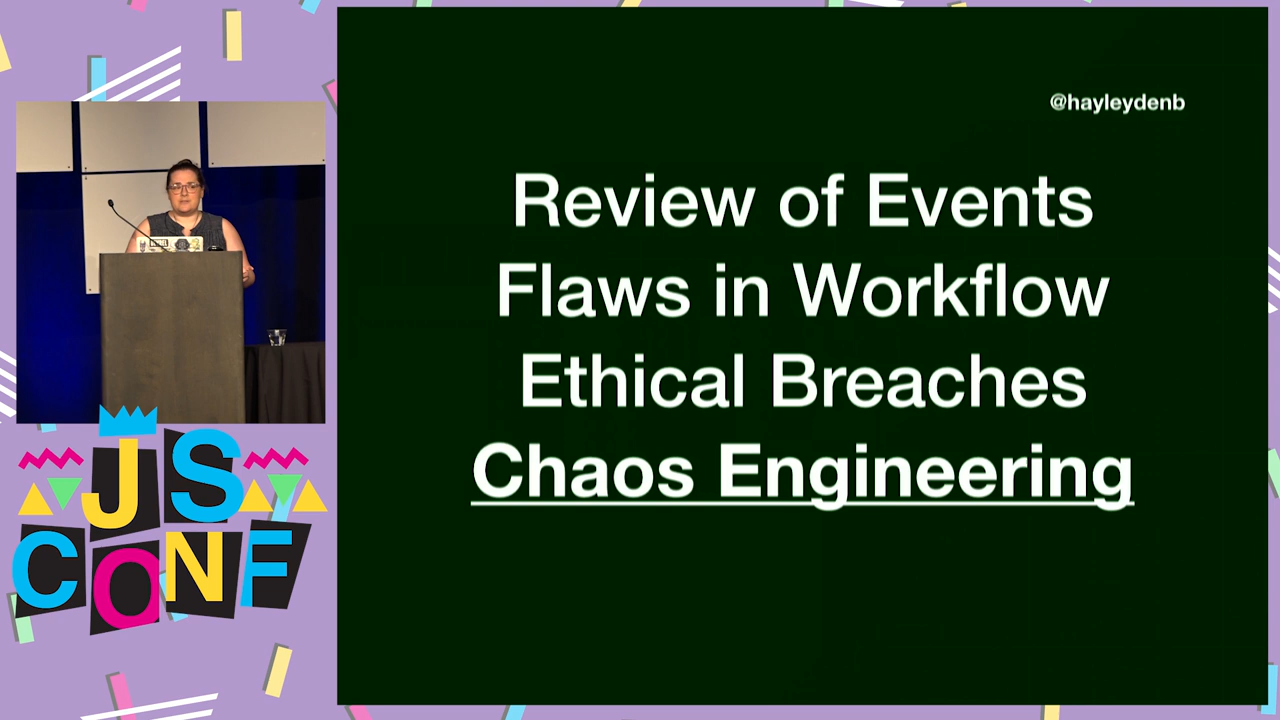 @hayleydenb
Review of Events
Flaws in Workflow
Ethical Breaches
Chaos Engineering
JS
CONF